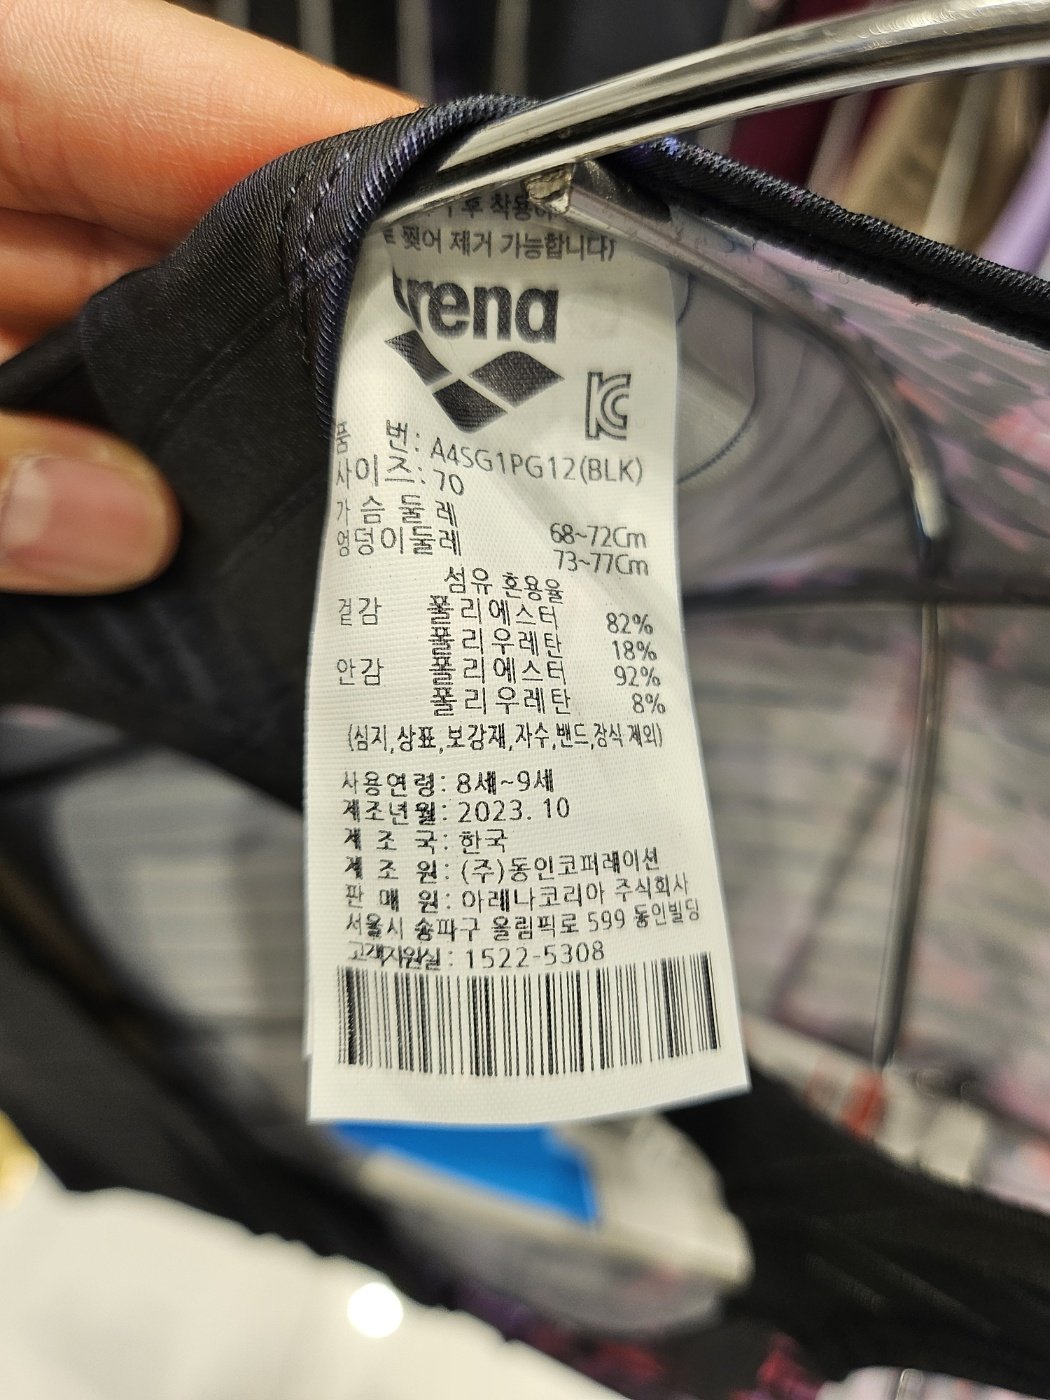 후 착용
찢어 제거 가능합니다)
arena
KC
품 번: A4SG1PG12(BLK)
사이즈: 70
가슴둘레 68~72Cm
엉덩이둘레 73~77Cm
섬유 혼용율
겉감 폴리에스터 82%
폴리우레탄 18%
안감 폴리에스터 92%
폴리우레탄 8%
(심지,상표,보강재,자수,밴드,장식 제외)
사용연령: 8세~9세
제조년월: 2023. 10
제 조 국: 한국
제 조 원: (주)동인코퍼레이션
판 매 원: 아레나코리아 주식회사
서울시 송파구 올림픽로 599 동인빌딩
고객지원실: 1522-5308